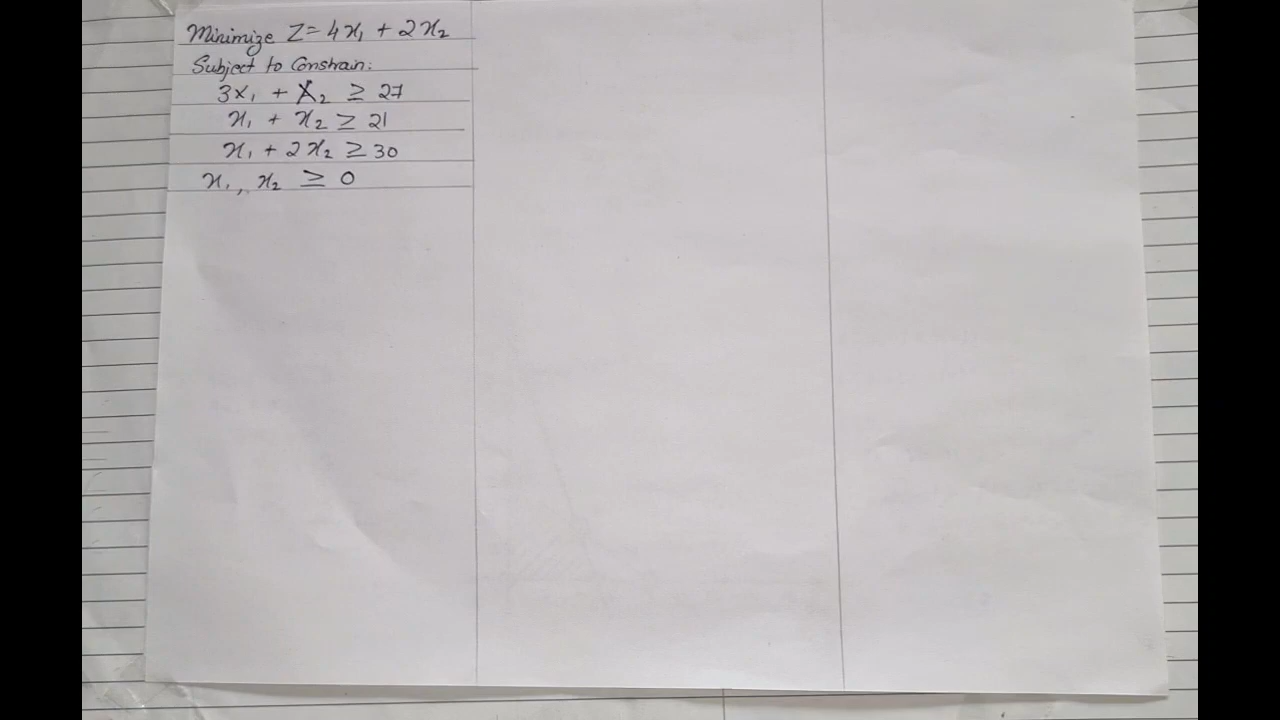 Minimize Z = 4x₁ + 2x₂
Subject to Constrain:
3x₁ + x₂ ≥ 27
x₁ + x₂ ≥ 21
x₁ + 2x₂ ≥ 30
x₁, x₂ ≥ 0